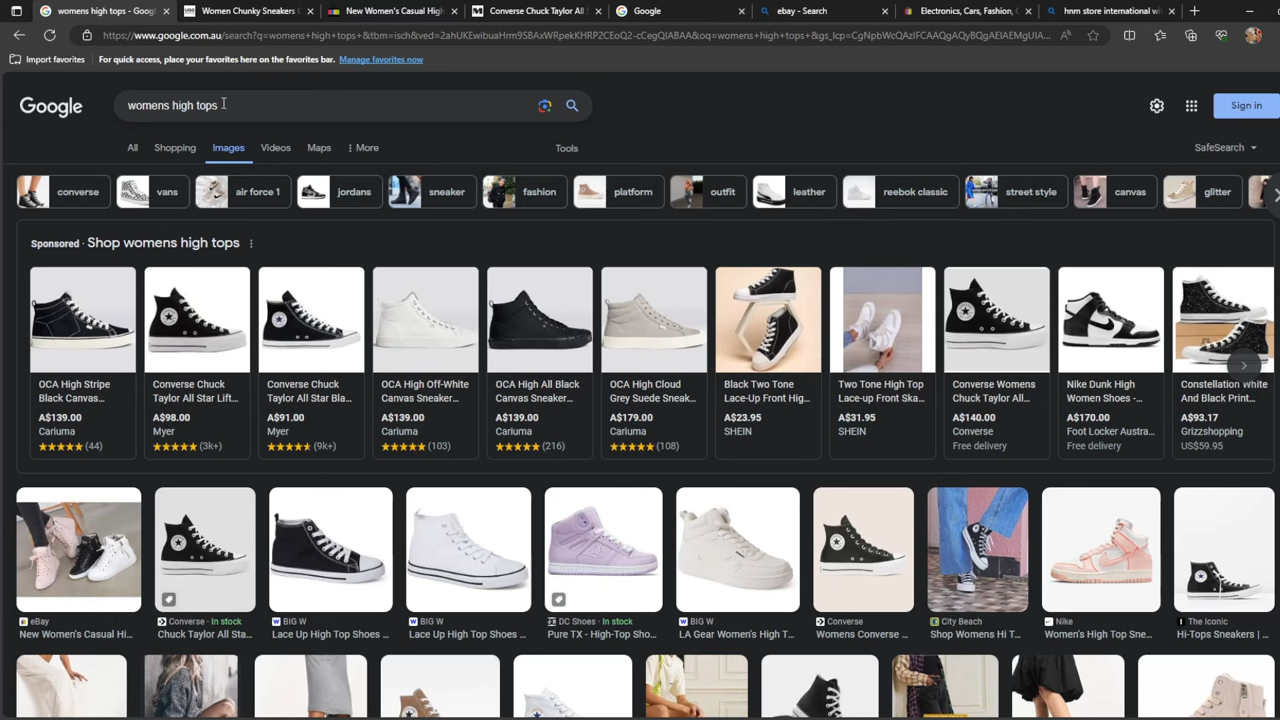 womens high tops - Google
Women Chunky Sneakers
New Women's Casual High
Converse Chuck Taylor All
Google
ebay - Search
Electronics, Cars, Fashion,
hnm store international wi
https://www.google.com.au/search?q=womens+high+tops+&tbm=isch&ved=2ahUKEwibuaHrm9SBAxWRpekKHRP2CEoQ2-cCegQIABAA&oq=womens+high+tops+&gs_lcp=CgNpbWcQAzIFCAAQgAQyBQgAEIAEMgUIA...
Import favorites
For quick access, place your favorites here on the favorites bar. Manage favorites now
Google
womens high tops
Sign in
All Shopping Images Videos Maps More Tools
SafeSearch
converse vans air force 1 jordans sneaker fashion platform outfit leather reebok classic street style canvas glitter
Sponsored · Shop womens high tops
OCA High Stripe
Black Canvas...
A$139.00
Cariuma
(44)
Converse Chuck
Taylor All Star Lift...
A$98.00
Myer
(3k+)
Converse Chuck
Taylor All Star Bla...
A$91.00
Myer
(9k+)
OCA High Off-White
Canvas Sneaker...
A$139.00
Cariuma
(103)
OCA High All Black
Canvas Sneaker...
A$139.00
Cariuma
(216)
OCA High Cloud
Grey Suede Sneak...
A$179.00
Cariuma
(108)
Black Two Tone
Lace-Up Front Hig...
A$23.95
SHEIN
Two Tone High Top
Lace-up Front Ska...
A$31.95
SHEIN
Converse Womens
Chuck Taylor All...
A$140.00
Converse
Free delivery
Nike Dunk High
Women Shoes -...
A$170.00
Foot Locker Austra...
Free delivery
Constellation white
And Black Print...
A$93.17
Grizzshopping
US$59.95
eBay
New Women's Casual Hi...
Converse · In stock
Chuck Taylor All Sta...
BIG W
Lace Up High Top Shoes ...
BIG W
Lace Up High Top Shoes ...
DC Shoes · In stock
Pure TX - High-Top Sho...
BIG W
LA Gear Women's High T...
Converse
Womens Converse ...
City Beach
Shop Womens Hi T...
Nike
Women's High Top Sne...
The Iconic
Hi-Tops Sneakers | ...